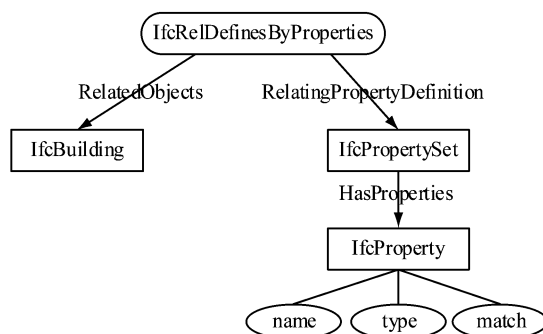 IfcRelDefinesByProperties
RelatedObjects
RelatingPropertyDefinition
IfcBuilding
IfcPropertySet
HasProperties
IfcProperty
name
type
match